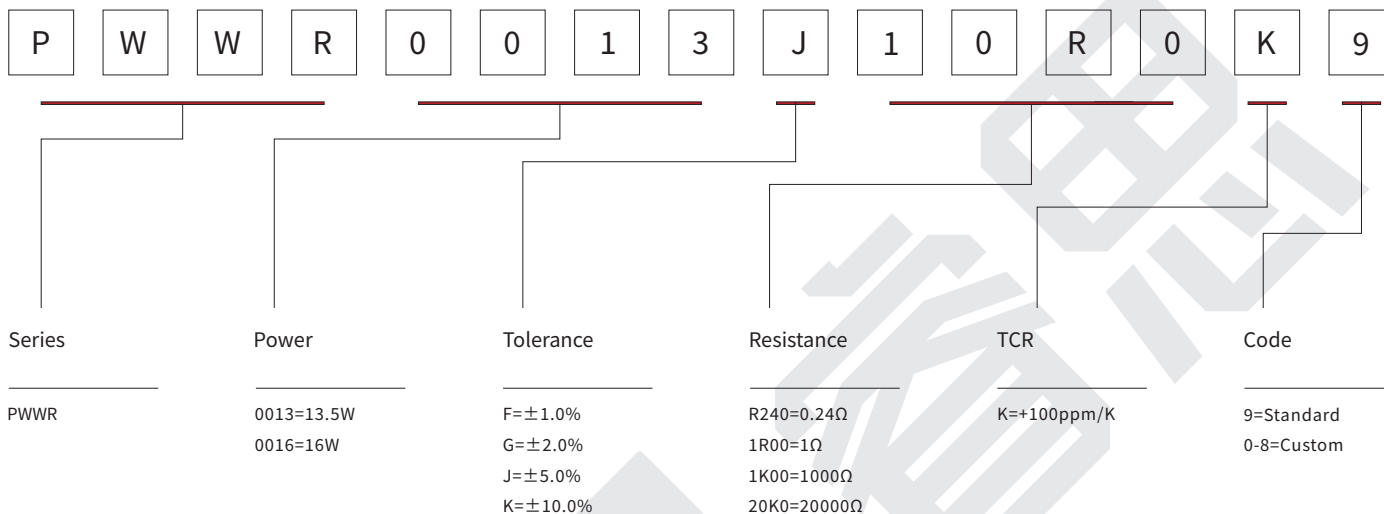 P W W R 0 0 1 3 J 1 0 R 0 K 9
Series Power Tolerance Resistance TCR Code
PWWR 0013=13.5W F=±1.0% R240=0.24Ω K=+100ppm/K 9=Standard
0016=16W G=±2.0% 1R00=1Ω 0-8=Custom
J=±5.0% 1K00=1000Ω
K=±10.0% 20K0=20000Ω